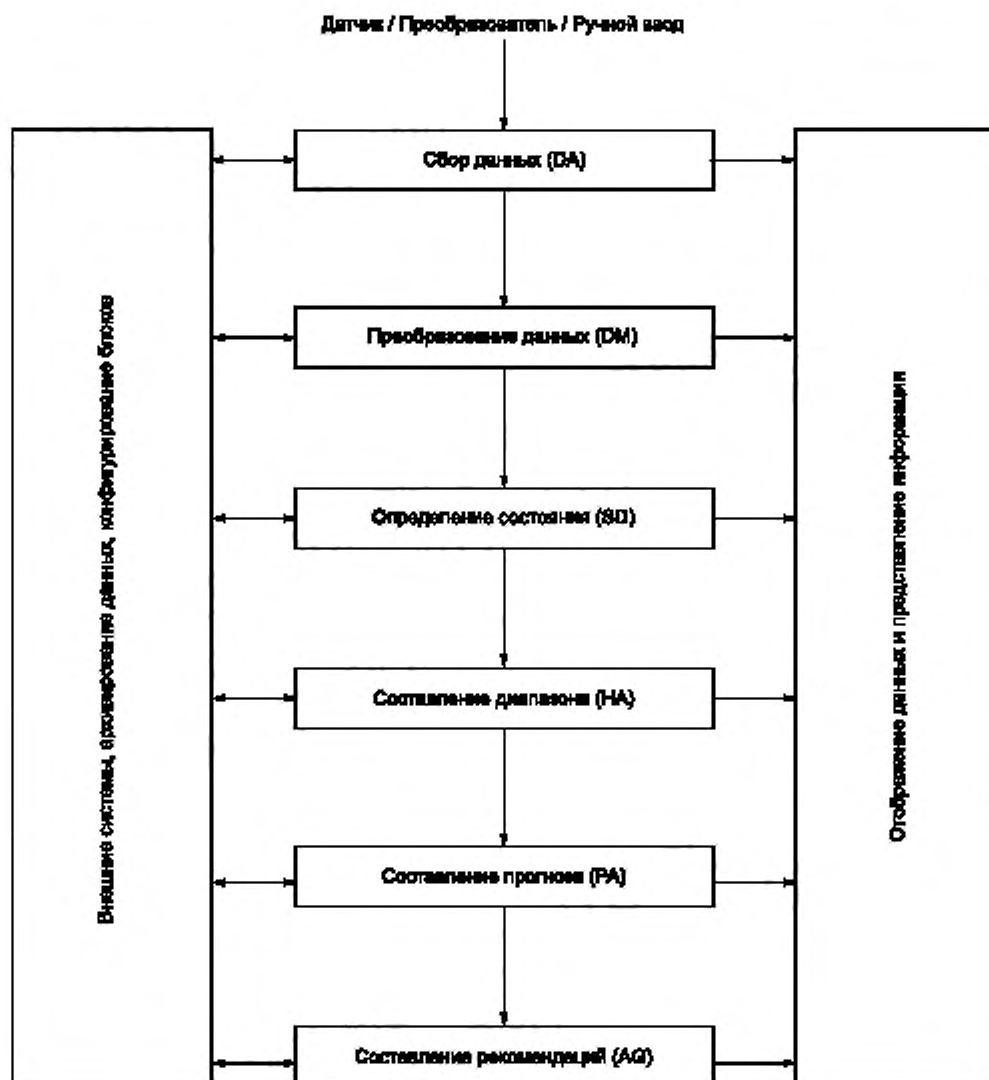 Датчик / Преобразователь / Ручной ввод
Сбор данных (DA)
Преобразование данных (DM)
Определение состояния (SD)
Составление диапазона (HA)
Составление прогноза (PA)
Составление рекомендаций (AG)
Внешние системы, архивирование данных, конфигурирование блоков
Отображение данных и представление информации